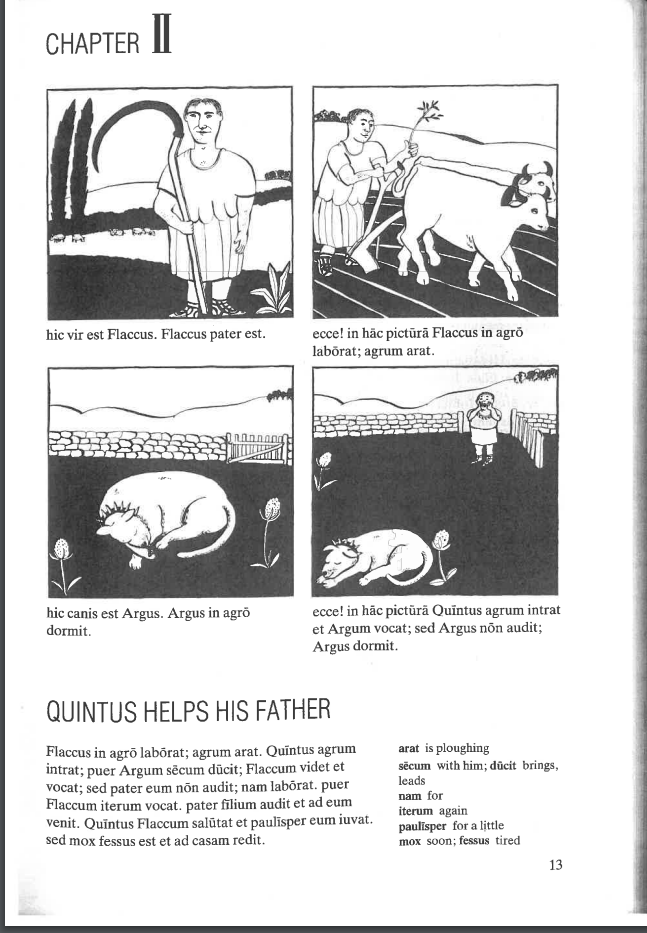 CHAPTER II
hic vir est Flaccus. Flaccus pater est.
ecce! in hāc pictūrā Flaccus in agrō
labōrat; agrum arat.
hic canis est Argus. Argus in agrō
dormit.
ecce! in hāc pictūrā Quīntus agrum intrat
et Argum vocat; sed Argus nōn audit;
Argus dormit.
QUINTUS HELPS HIS FATHER
Flaccus in agrō labōrat; agrum arat. Quīntus agrum
intrat; puer Argum sēcum dūcit; Flaccum videt et
vocat; sed pater eum nōn audit; nam labōrat. puer
Flaccum iterum vocat. pater fīlium audit et ad eum
venit. Quīntus Flaccum salūtat et paulīsper eum iuvat.
sed mox fessus est et ad casam redit.
arat is ploughing
sēcum with him; dūcit brings,
leads
nam for
iterum again
paulīsper for a little
mox soon; fessus tired
13